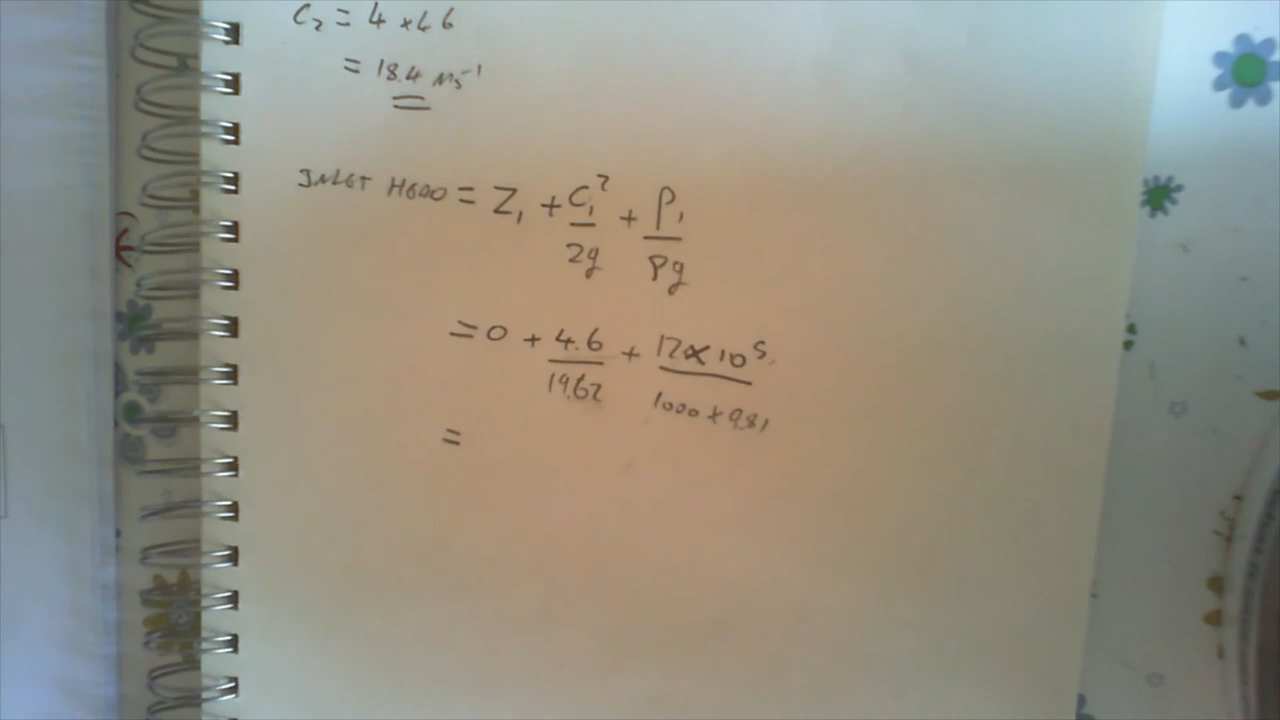 C₂ = 4 × 4.6
= 18.4 ms⁻¹
INLET HEAD = Z₁ + C₁²/2g + P₁/ρg
= 0 + 4.6/19.62 + 12 × 10⁵/1000 × 9.81
=